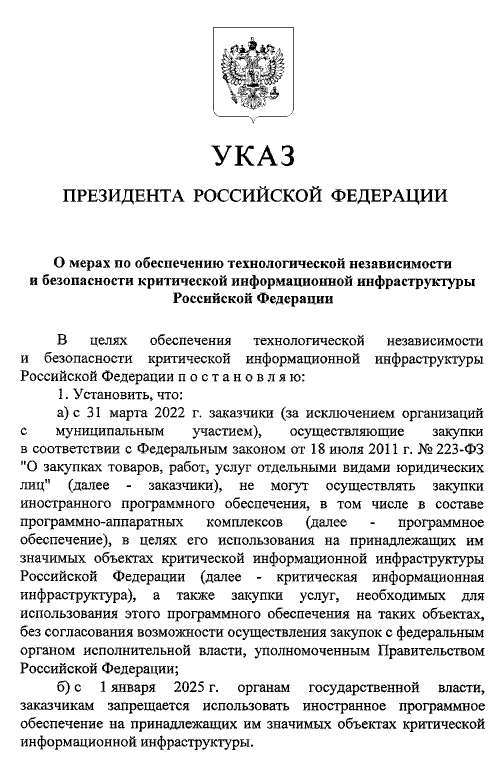 УКАЗ
ПРЕЗИДЕНТА РОССИЙСКОЙ ФЕДЕРАЦИИ
О мерах по обеспечению технологической независимости
и безопасности критической информационной инфраструктуры
Российской Федерации
В целях обеспечения технологической независимости
и безопасности критической информационной инфраструктуры
Российской Федерации п о с т а н о в л я ю:
1. Установить, что:
а) с 31 марта 2022 г. заказчики (за исключением организаций
с муниципальным участием), осуществляющие закупки
в соответствии с Федеральным законом от 18 июля 2011 г. № 223-ФЗ
"О закупках товаров, работ, услуг отдельными видами юридических
лиц" (далее - заказчики), не могут осуществлять закупки
иностранного программного обеспечения, в том числе в составе
программно-аппаратных комплексов (далее - программное
обеспечение), в целях его использования на принадлежащих им
значимых объектах критической информационной инфраструктуры
Российской Федерации (далее - критическая информационная
инфраструктура), а также закупки услуг, необходимых для
использования этого программного обеспечения на таких объектах,
без согласования возможности осуществления закупок с федеральным
органом исполнительной власти, уполномоченным Правительством
Российской Федерации;
б) с 1 января 2025 г. органам государственной власти,
заказчикам запрещается использовать иностранное программное
обеспечение на принадлежащих им значимых объектах критической
информационной инфраструктуры.